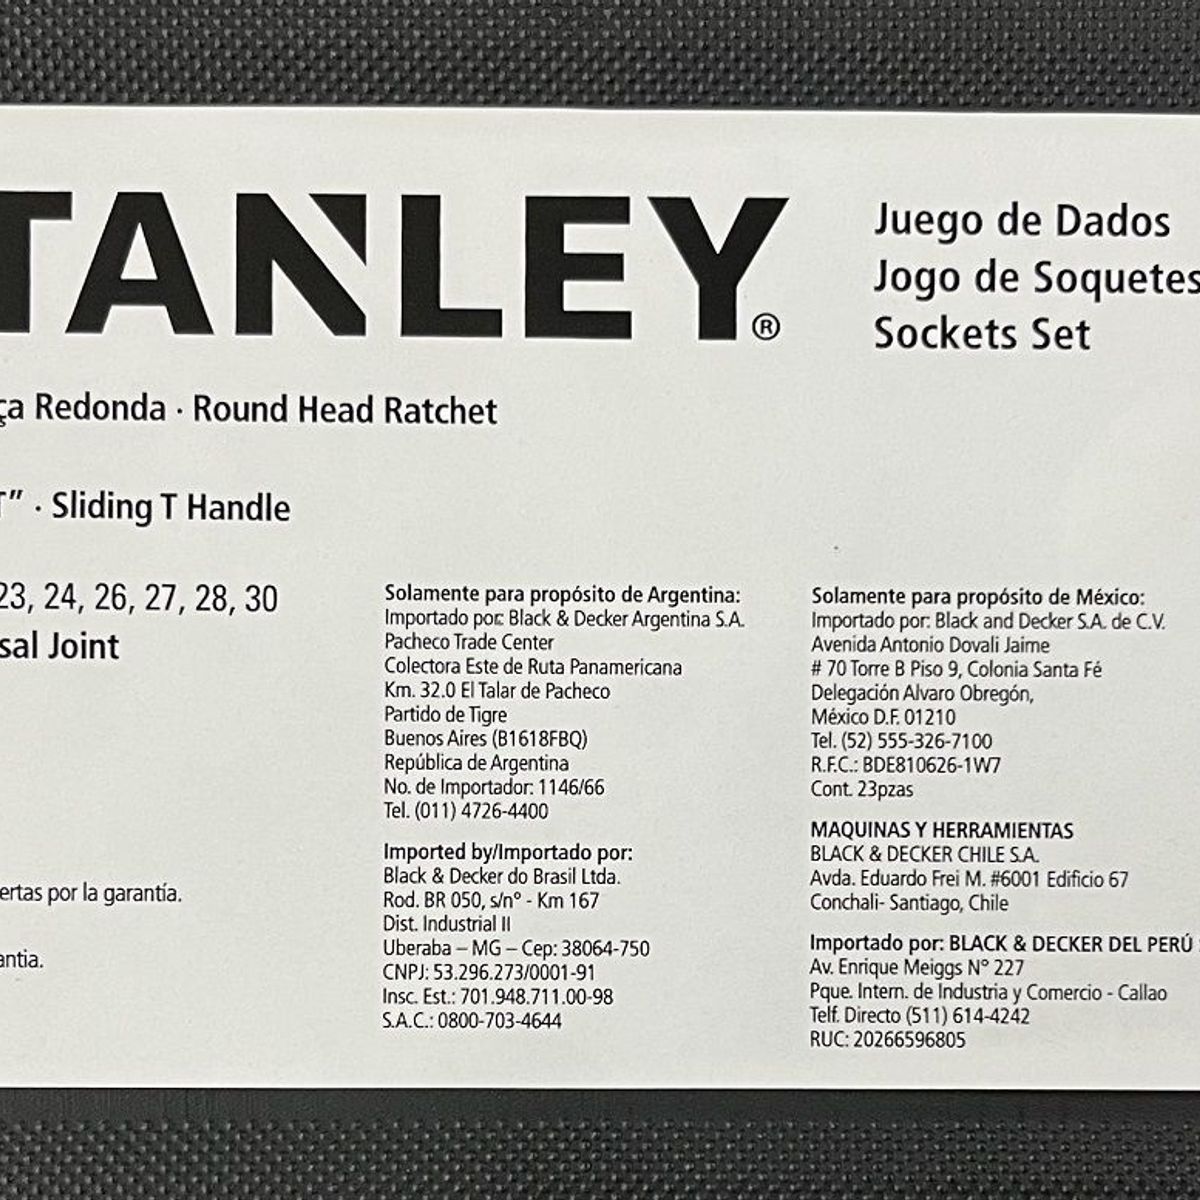 TANLEY®
Juego de Dados
Jogo de Soquetes
Sockets Set
ça Redonda · Round Head Ratchet
T” · Sliding T Handle
23, 24, 26, 27, 28, 30
sal Joint
ertas por la garantía.
antia.
Solamente para propósito de Argentina:
Importado por: Black & Decker Argentina S.A.
Pacheco Trade Center
Colectora Este de Ruta Panamericana
Km. 32.0 El Talar de Pacheco
Partido de Tigre
Buenos Aires (B1618FBQ)
República de Argentina
No. de Importador: 1146/66
Tel. (011) 4726-4400
Imported by/Importado por:
Black & Decker do Brasil Ltda.
Rod. BR 050, s/n° - Km 167
Dist. Industrial II
Uberaba – MG – Cep: 38064-750
CNPJ: 53.296.273/0001-91
Insc. Est.: 701.948.711.00-98
S.A.C.: 0800-703-4644
Solamente para propósito de México:
Importado por: Black and Decker S.A. de C.V.
Avenida Antonio Dovali Jaime
# 70 Torre B Piso 9, Colonia Santa Fé
Delegación Alvaro Obregón,
México D.F. 01210
Tel. (52) 555-326-7100
R.F.C.: BDE810626-1W7
Cont. 23pzas
MAQUINAS Y HERRAMIENTAS
BLACK & DECKER CHILE S.A.
Avda. Eduardo Frei M. #6001 Edificio 67
Conchali- Santiago, Chile
Importado por: BLACK & DECKER DEL PERÚ
Av. Enrique Meiggs N° 227
Pque. Intern. de Industria y Comercio - Callao
Telf. Directo (511) 614-4242
RUC: 20266596805